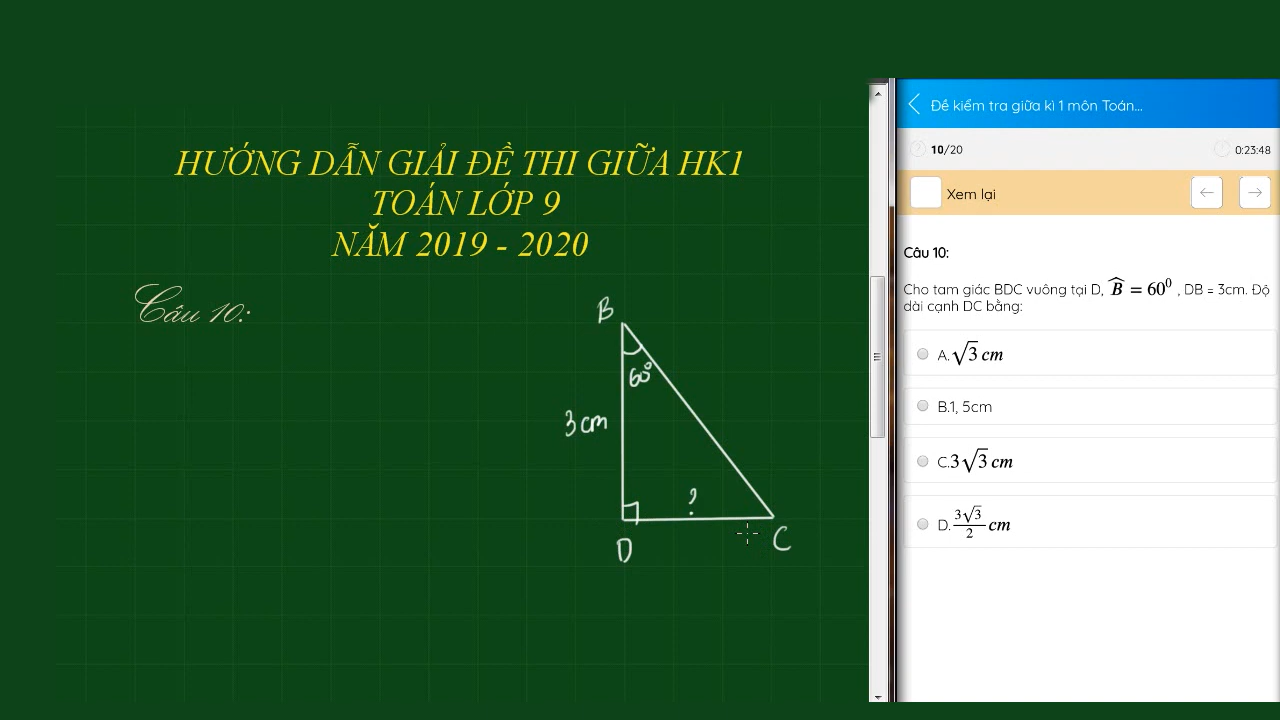 HƯỚNG DẪN GIẢI ĐỀ THI GIỮA HK1
TOÁN LỚP 9
NĂM 2019 - 2020
Câu 10:
B
60°
3 cm
?
D
C
Đề kiểm tra giữa kì 1 môn Toán...
10/20
0:23:48
Xem lại
Câu 10:
Cho tam giác BDC vuông tại D, B̂ = 60⁰ , DB = 3cm. Độ
dài cạnh DC bằng:
A. √3 cm
B.1, 5cm
C. 3√3 cm
D. 3√3/2 cm